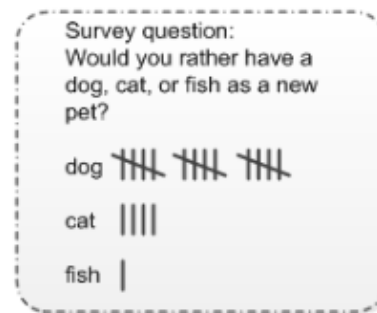 Survey question:
Would you rather have a
dog, cat, or fish as a new
pet?
dog
cat
fish